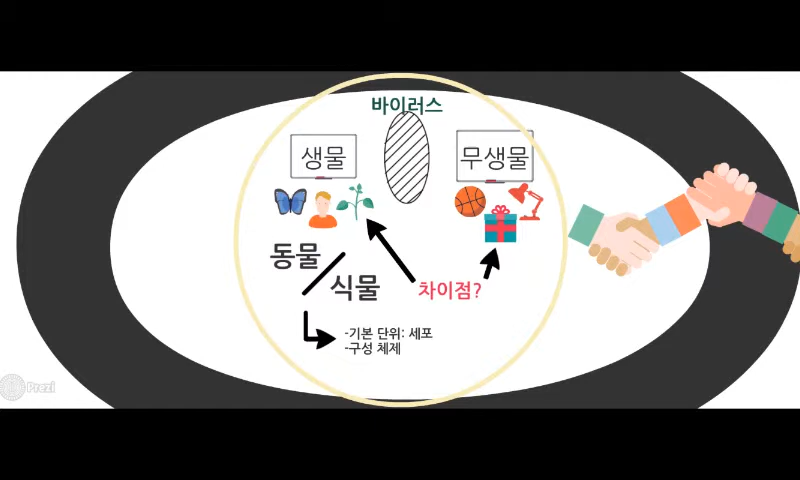 바이러스
생물
무생물
동물
식물
차이점?
-기본 단위: 세포
-구성 체제
Prezi